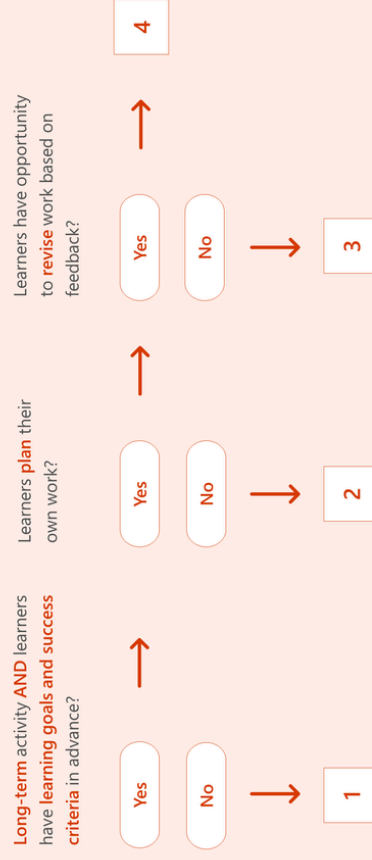 Long-term activity AND learners
have learning goals and success
criteria in advance?
Yes
No
1
Learners plan their
own work?
Yes
No
2
Learners have opportunity
to revise work based on
feedback?
Yes
No
3
4